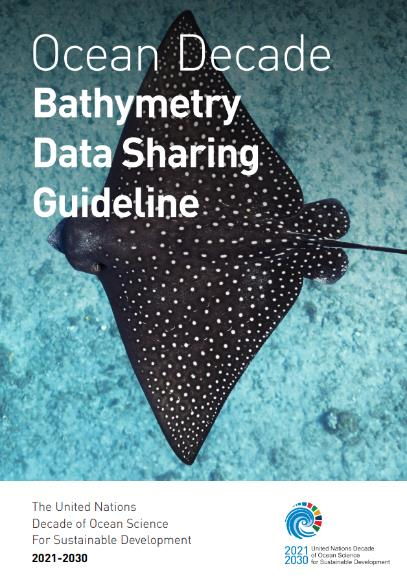 Ocean Decade
Bathymetry
Data Sharing
Guideline
The United Nations
Decade of Ocean Science
For Sustainable Development
2021-2030
2021
2030
United Nations Decade
of Ocean Science
for Sustainable Development